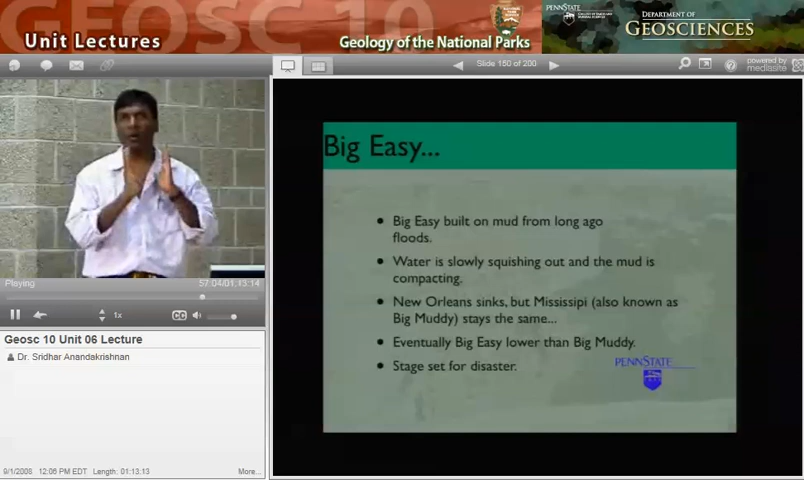 GEOSC 10
Unit Lectures
Geology of the National Parks
PENNSTATE
DEPARTMENT OF
GEOSCIENCES
Slide 150 of 200
powered by
mediasite
Big Easy...
• Big Easy built on mud from long ago
floods.
• Water is slowly squishing out and the mud is
compacting.
• New Orleans sinks, but Mississipi (also known as
Big Muddy) stays the same...
• Eventually Big Easy lower than Big Muddy.
• Stage set for disaster.
PENNSTATE
Playing
57:04/01:13:14
1x
CC
Geosc 10 Unit 06 Lecture
Dr. Sridhar Anandakrishnan
9/1/2008 12:06 PM EDT Length: 01:13:13
More...